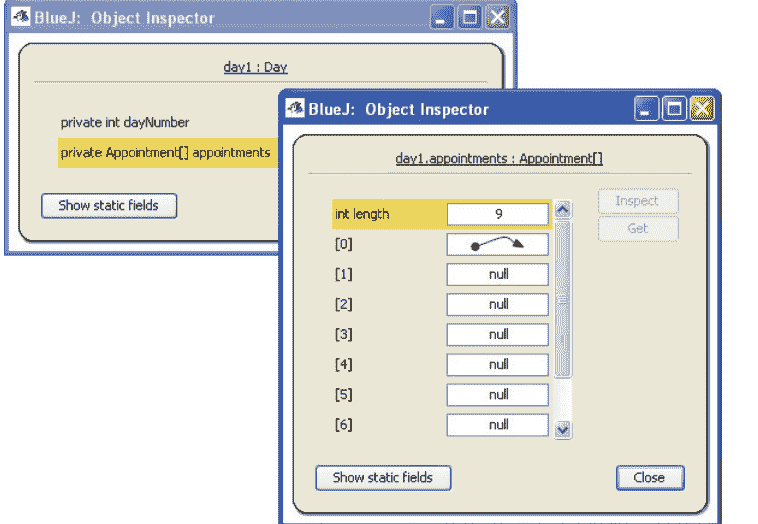 BlueJ: Object Inspector
day1 : Day
private int dayNumber
private Appointment[] appointments
Show static fields
BlueJ: Object Inspector
day1.appointments : Appointment[]
int length 9
[0]
[1] null
[2] null
[3] null
[4] null
[5] null
[6] null
Inspect
Get
Show static fields
Close